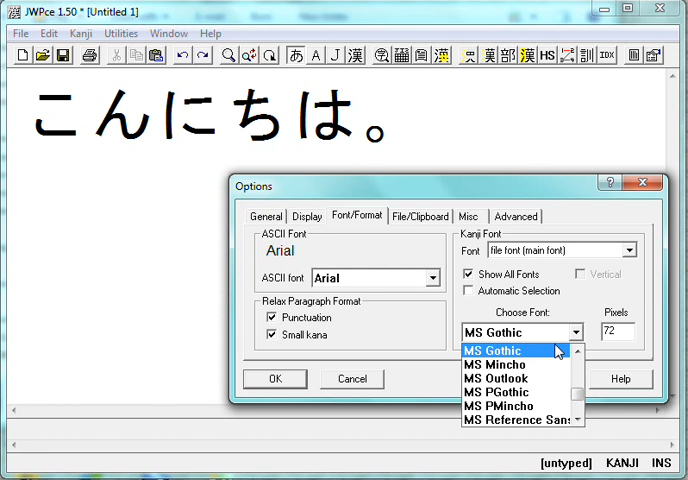 JWPce 1.50 * [Untitled 1]
File Edit Kanji Utilities Window Help
あ A J 漢 部 漢 HS 訓 IDX
こんにちは。
Options
General Display Font/Format File/Clipboard Misc Advanced
ASCII Font
Arial
ASCII font Arial
Relax Paragraph Format
Punctuation
Small kana
Kanji Font
Font file font (main font)
Show All Fonts Vertical
Automatic Selection
Choose Font: Pixels
MS Gothic 72
MS Gothic
MS Mincho
MS Outlook
MS PGothic
MS PMincho
MS Reference Sans
OK Cancel Help
[untyped] KANJI INS